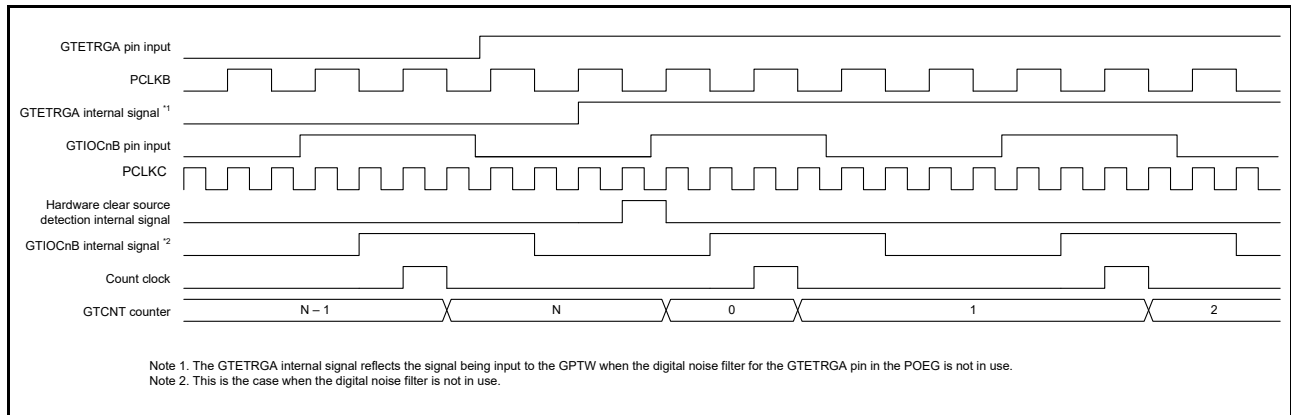 GTETRGA pin input
PCLKB
GTETRGA internal signal *1
GTIOCnB pin input
PCLKC
Hardware clear source
detection internal signal
GTIOCnB internal signal *2
Count clock
GTCNT counter
N – 1
N
0
1
2
Note 1. The GTETRGA internal signal reflects the signal being input to the GPTW when the digital noise filter for the GTETRGA pin in the POEG is not in use.
Note 2. This is the case when the digital noise filter is not in use.